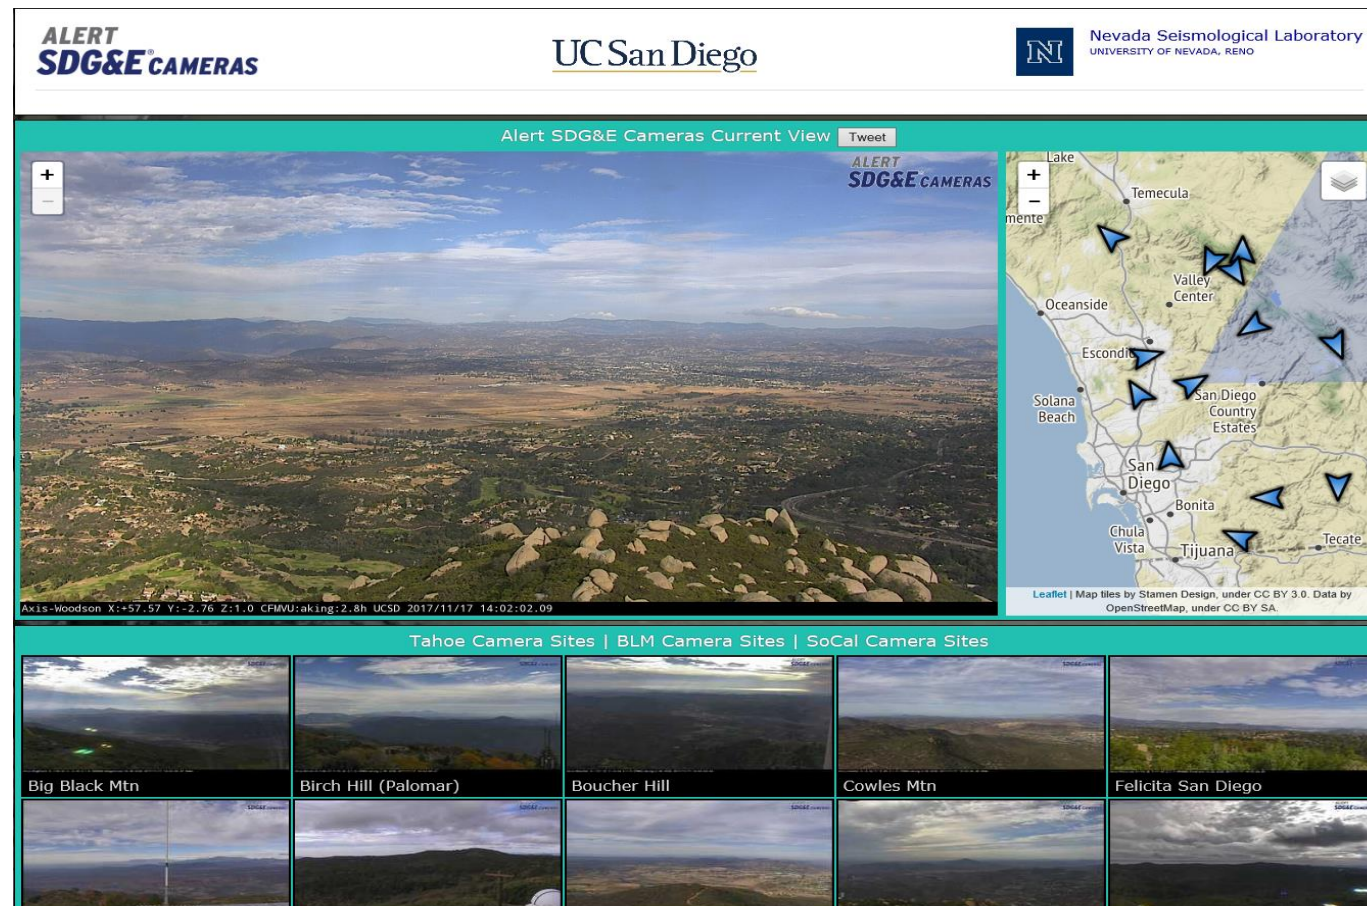 ALERT
SDG&E® CAMERAS
UC San Diego
N
Nevada Seismological Laboratory
UNIVERSITY OF NEVADA, RENO
Alert SDG&E Cameras Current View Tweet
+
−
ALERT
SDG&E CAMERAS
Axis-Woodson X:+57.57 Y:-2.76 Z:1.0 CFMVU:aking:2.8h UCSD 2017/11/17 14:02:02.09
+
−
Lake
Temecula
mente
Valley
Center
Oceanside
Escondi
Solana
Beach
San Diego
Country
Estates
San
Diego
Bonita
Chula
Vista
Tijuana
Tecate
Leaflet | Map tiles by Stamen Design, under CC BY 3.0. Data by
OpenStreetMap, under CC BY SA.
Tahoe Camera Sites | BLM Camera Sites | SoCal Camera Sites
Big Black Mtn
Birch Hill (Palomar)
Boucher Hill
Cowles Mtn
Felicita San Diego